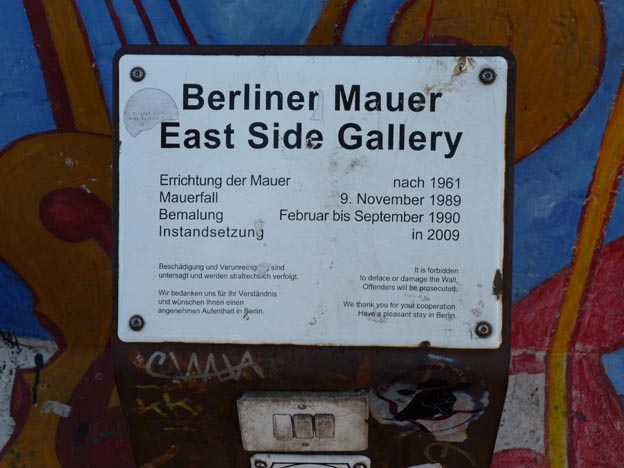 Berliner Mauer
East Side Gallery
Errichtung der Mauer nach 1961
Mauerfall 9. November 1989
Bemalung Februar bis September 1990
Instandsetzung in 2009
Beschädigung und Verunreinigung sind
untersagt und werden strafrechtlich verfolgt.
Wir bedanken uns für Ihr Verständnis
und wünschen Ihnen einen
angenehmen Aufenthalt in Berlin.
It is forbidden
to deface or damage the Wall.
Offenders will be prosecuted.
We thank you for your cooperation.
Have a pleasant stay in Berlin.